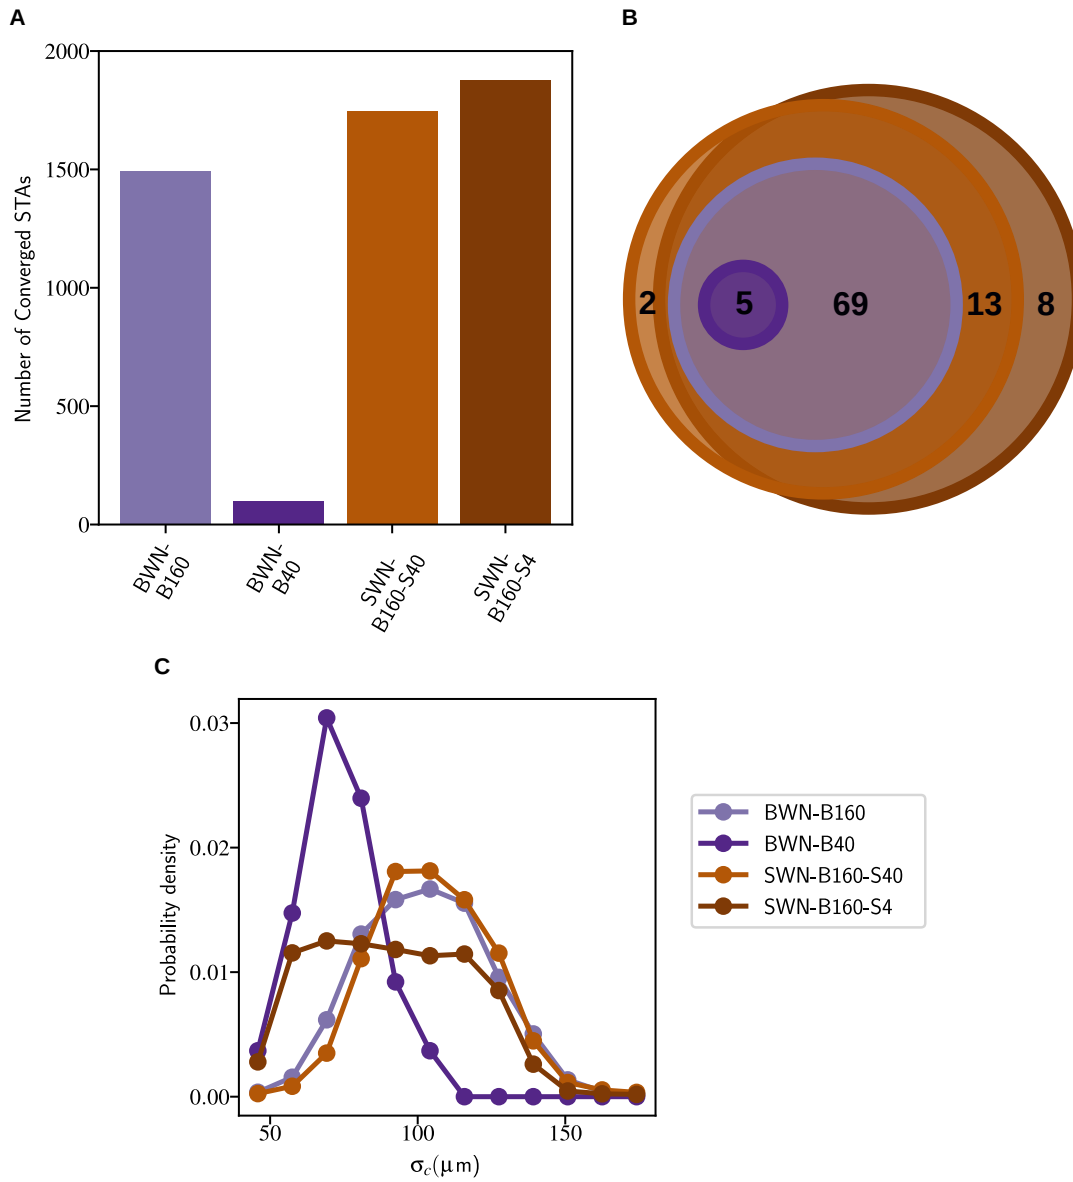 A
B
2000
1500
1000
500
0
Number of Converged STAs
BWN-
B160
BWN-
B40
SWN-
B160-S40
SWN-
B160-S4
2
5
69
13
8
C
0.03
0.02
0.01
0.00
Probability density
50
100
150
σc(μm)
BWN-B160
BWN-B40
SWN-B160-S40
SWN-B160-S4